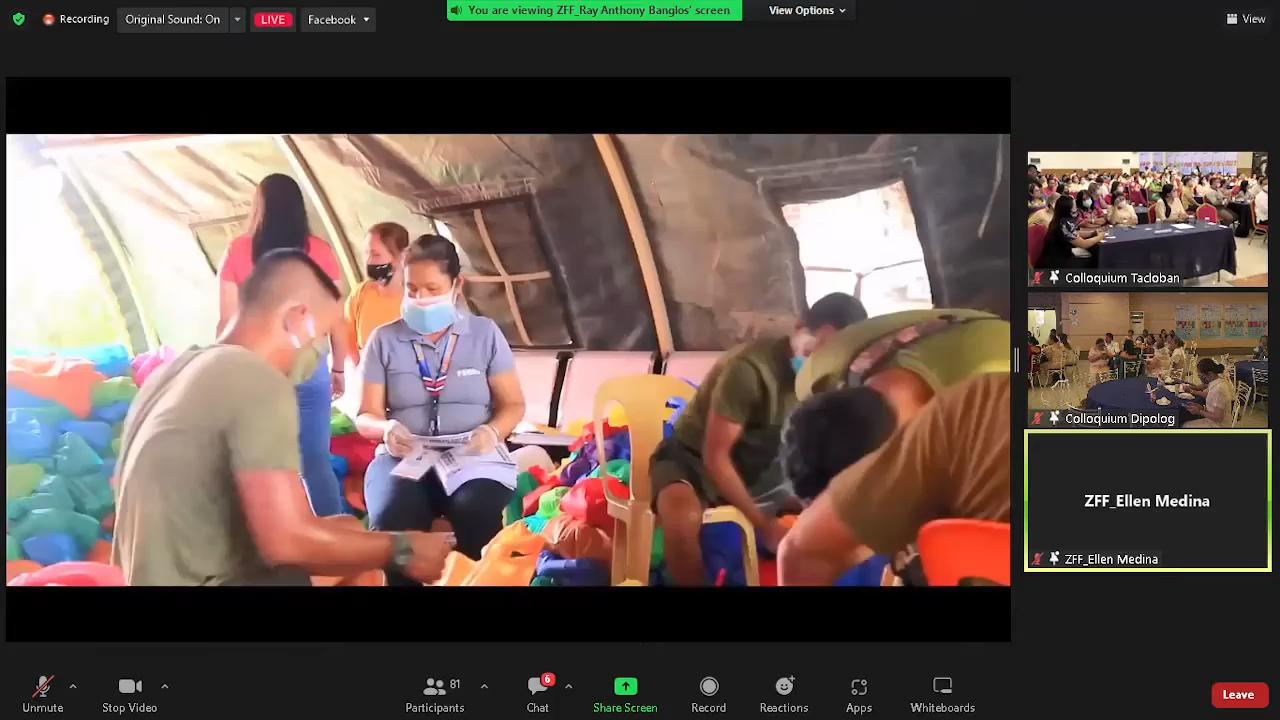 Recording
Original Sound: On
LIVE
Facebook
You are viewing ZFF_Ray Anthony Banglos' screen
View Options
View
Colloquium Tacloban
Colloquium Dipolog
ZFF_Ellen Medina
ZFF_Ellen Medina
Unmute
Stop Video
81
Participants
6
Chat
Share Screen
Record
Reactions
Apps
Whiteboards
Leave